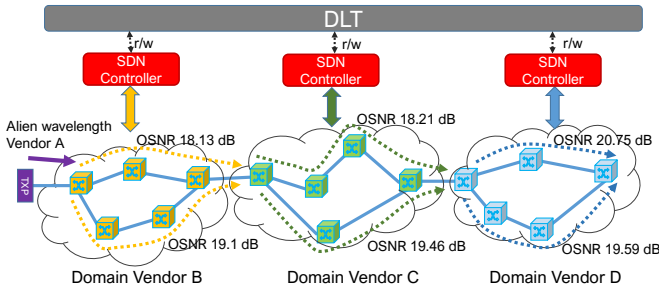 DLT
r/w
r/w
r/w
SDN
Controller
SDN
Controller
SDN
Controller
Alien wavelength
Vendor A
TXP
OSNR 18.13 dB
OSNR 18.21 dB
OSNR 20.75 dB
OSNR 19.1 dB
OSNR 19.46 dB
OSNR 19.59 dB
Domain Vendor B
Domain Vendor C
Domain Vendor D